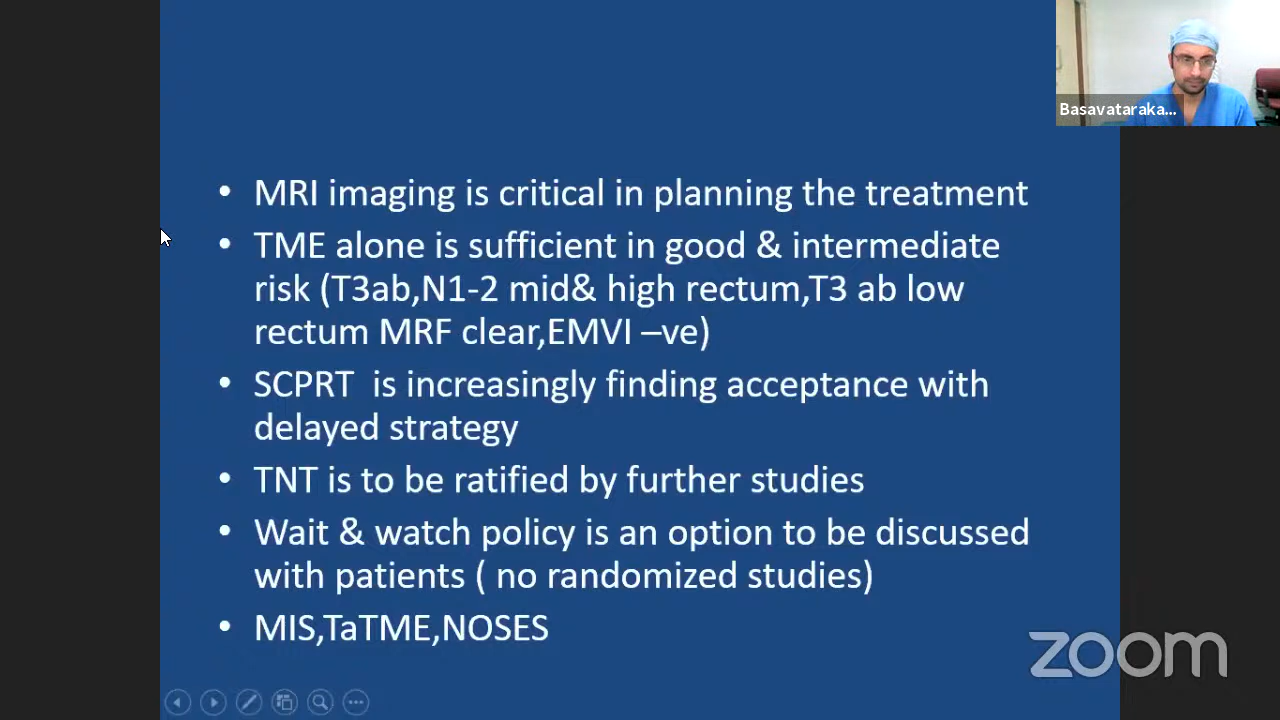 Basavataraka...
• MRI imaging is critical in planning the treatment
• TME alone is sufficient in good & intermediate
risk (T3ab,N1-2 mid& high rectum,T3 ab low
rectum MRF clear,EMVI –ve)
• SCPRT  is increasingly finding acceptance with
delayed strategy
• TNT is to be ratified by further studies
• Wait & watch policy is an option to be discussed
with patients ( no randomized studies)
• MIS,TaTME,NOSES
zoom